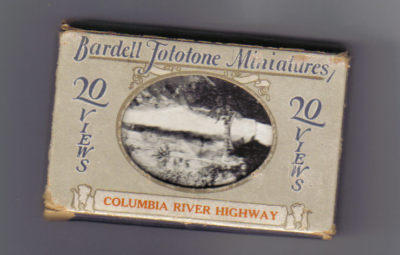 Bardell Fototone Miniatures
20 VIEWS
20 VIEWS
COLUMBIA RIVER HIGHWAY